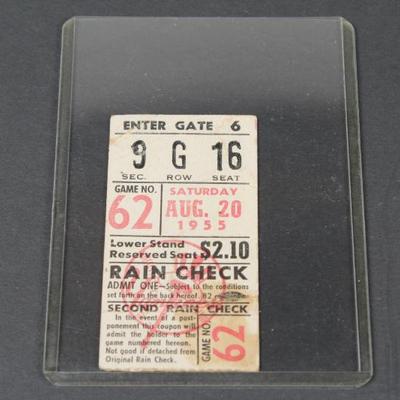 ENTER GATE 6
9 G 16
SEC. ROW SEAT
GAME NO. SATURDAY
62 AUG. 20
1955
Lower Stand
Reserved Seat $2.10
RAIN CHECK
ADMIT ONE—Subject to the conditions
set forth on the back hereof. B2
SECOND RAIN CHECK
In the event of a post-
ponement this coupon will
admit the holder to the
game numbered hereon.
Not good if detached from
Original Rain Check.
GAME NO.
62